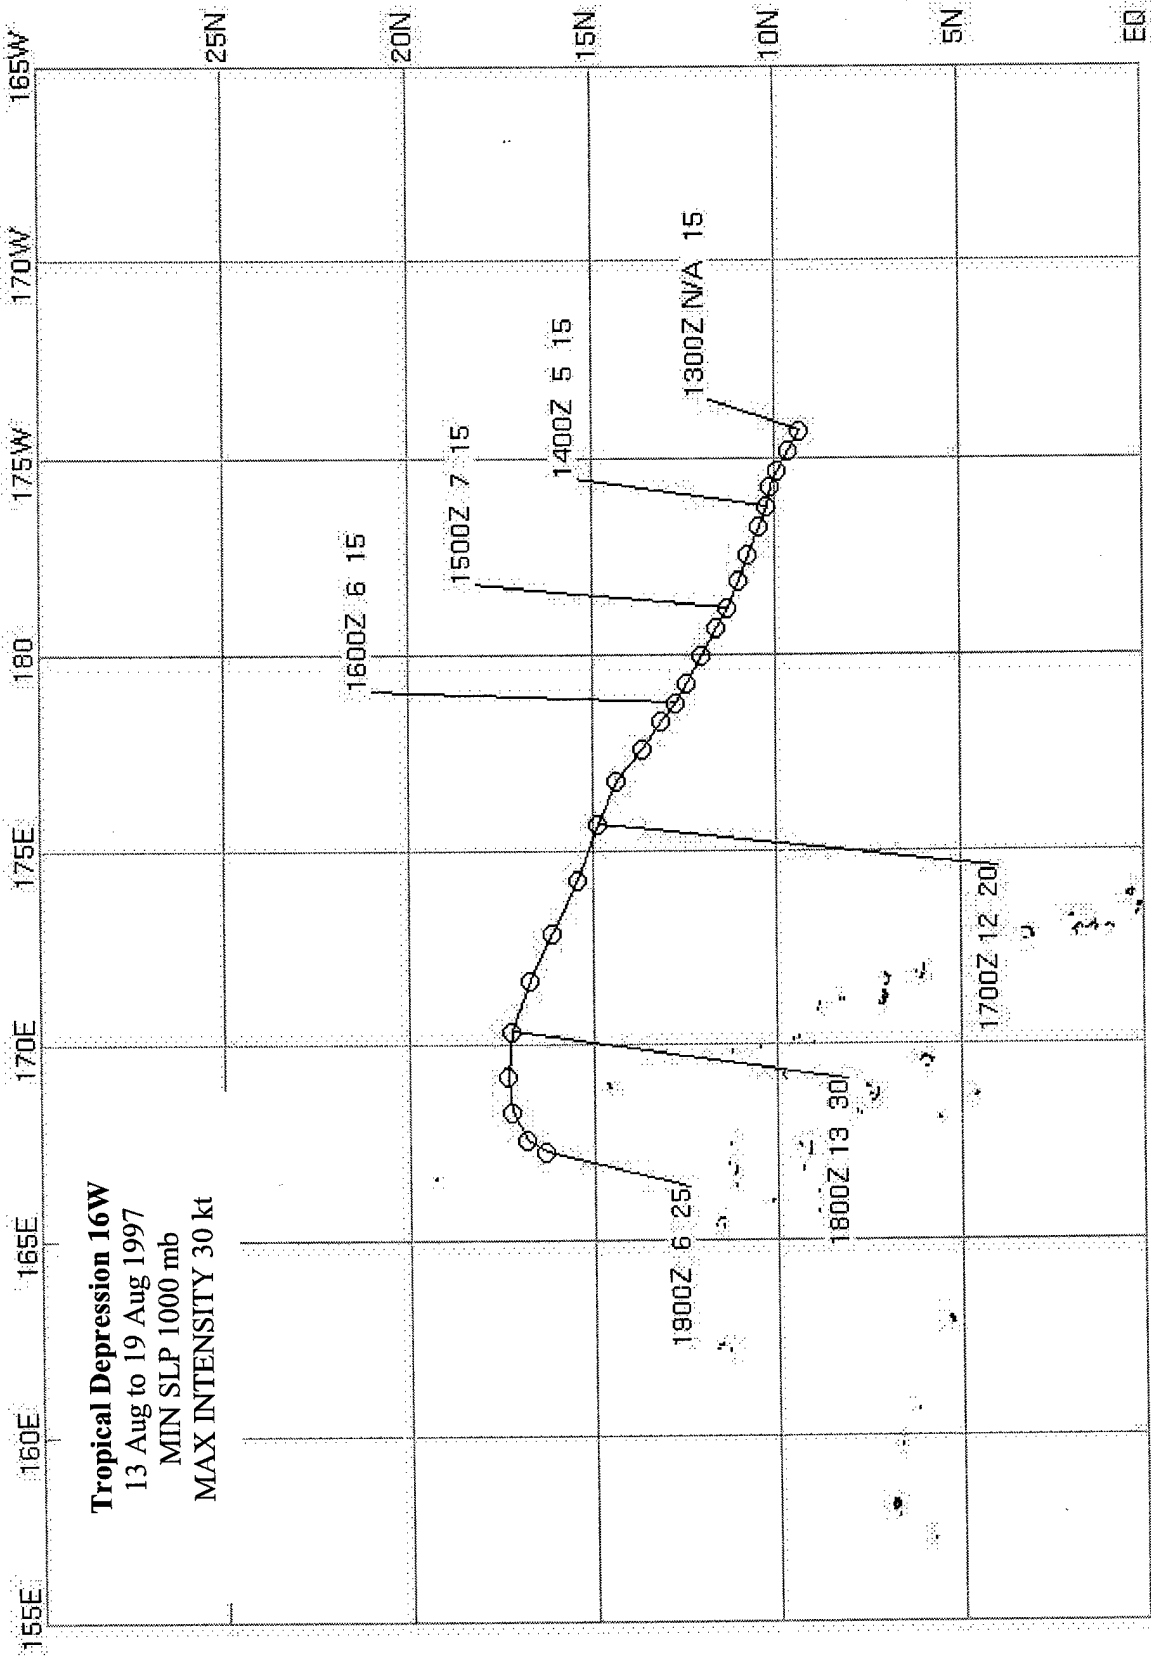 155E 160E 165E 170E 175E 180 175W 170W 165W
Tropical Depression 16W
13 Aug to 19 Aug 1997
MIN SLP 1000 mb
MAX INTENSITY 30 kt
25N
20N
15N
10N
5N
EQ
1600Z 6 15
1500Z 7 15
1400Z 5 15
1300Z N/A 15
1900Z 6 25
1800Z 13 30
1700Z 12 20